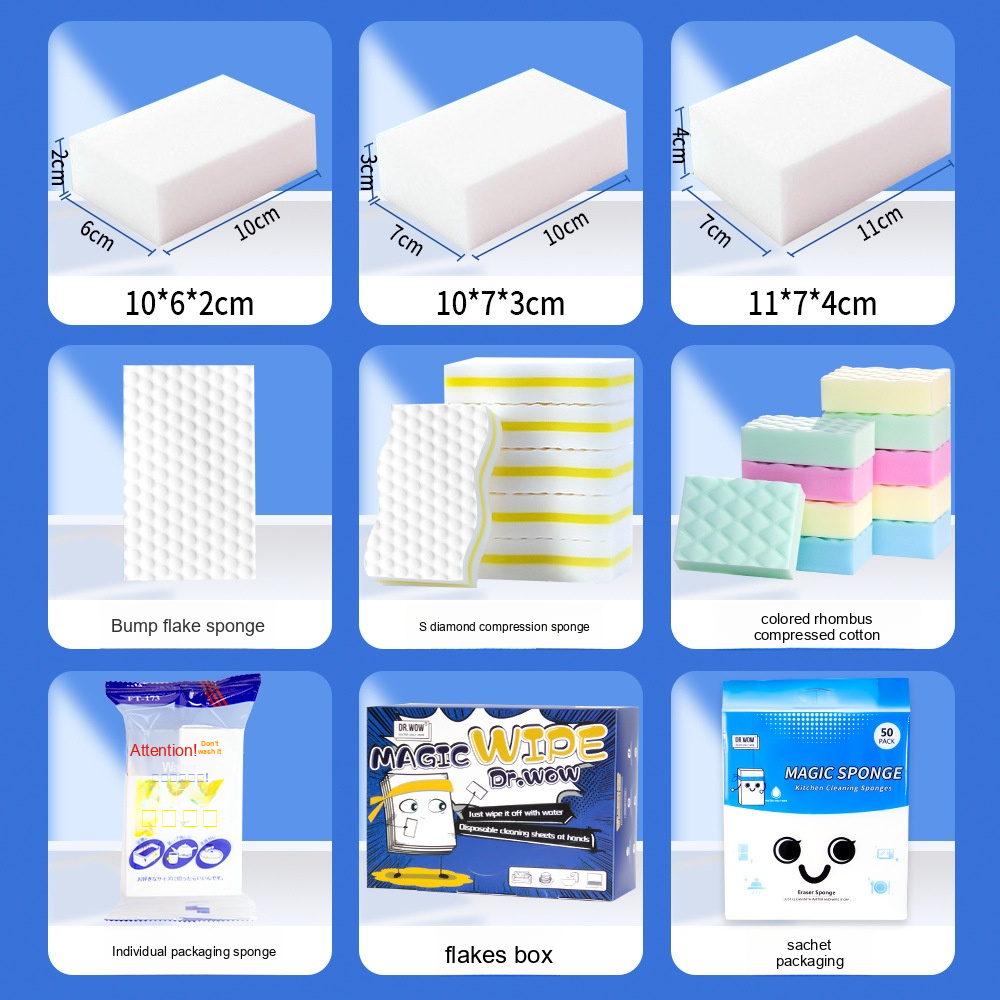 2cm
6cm
10cm
10*6*2cm
3cm
7cm
10cm
10*7*3cm
4cm
7cm
11cm
11*7*4cm
Bump flake sponge
S diamond compression sponge
colored rhombus
compressed cotton
FT-173
Attention!
Don't
wash it
Individual packaging sponge
DR.WOW
MAGIC WIPE
Dr.wow
Just wipe it off with water
Disposable cleaning sheets at hands
flakes box
DR.WOW
50
PACK
MAGIC SPONGE
Kitchen Cleaning Sponges
Eraser Sponge
sachet
packaging